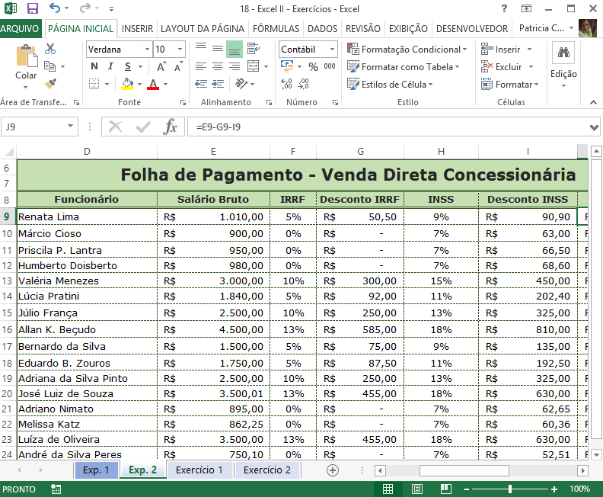 18 - Excel II - Exercícios - Excel
ARQUIVO PÁGINA INICIAL INSERIR LAYOUT DA PÁGINA FÓRMULAS DADOS REVISÃO EXIBIÇÃO DESENVOLVEDOR Patricia C...
Colar
Verdana 10
N I S
Contábil
% 000
Formatação Condicional
Formatar como Tabela
Estilos de Célula
Inserir
Excluir
Formatar
Edição
Área de Transfe... Fonte Alinhamento Número Estilo Células
J9 fx =E9-G9-I9
D E F G H I
6 7 Folha de Pagamento - Venda Direta Concessionária
8 Funcionário Salário Bruto IRRF Desconto IRRF INSS Desconto INSS
9 Renata Lima R$ 1.010,00 5% R$ 50,50 9% R$ 90,90
10 Márcio Cioso R$ 900,00 0% R$ - 7% R$ 63,00
11 Priscila P. Lantra R$ 950,00 0% R$ - 7% R$ 66,50
12 Humberto Doisberto R$ 980,00 0% R$ - 7% R$ 68,60
13 Valéria Menezes R$ 3.000,00 10% R$ 300,00 15% R$ 450,00
14 Lúcia Pratini R$ 1.840,00 5% R$ 92,00 11% R$ 202,40
15 Júlio França R$ 2.500,00 10% R$ 250,00 13% R$ 325,00
16 Allan K. Beçudo R$ 4.500,00 13% R$ 585,00 18% R$ 810,00
17 Bernardo da Silva R$ 1.500,00 5% R$ 75,00 9% R$ 135,00
18 Eduardo B. Zouros R$ 1.750,00 5% R$ 87,50 11% R$ 192,50
19 Adriana da Silva Pinto R$ 2.500,00 10% R$ 250,00 13% R$ 325,00
20 José Luiz de Souza R$ 3.500,01 13% R$ 455,00 18% R$ 630,00
21 Adriano Nimato R$ 895,00 0% R$ - 7% R$ 62,65
22 Melissa Katz R$ 862,25 0% R$ - 7% R$ 60,36
23 Luíza de Oliveira R$ 3.500,00 13% R$ 455,00 18% R$ 630,00
24 André da Silva Peres R$ 750,10 0% R$ - 7% R$ 52,51
Exp. 1 Exp. 2 Exercício 1 Exercício 2
PRONTO 100%